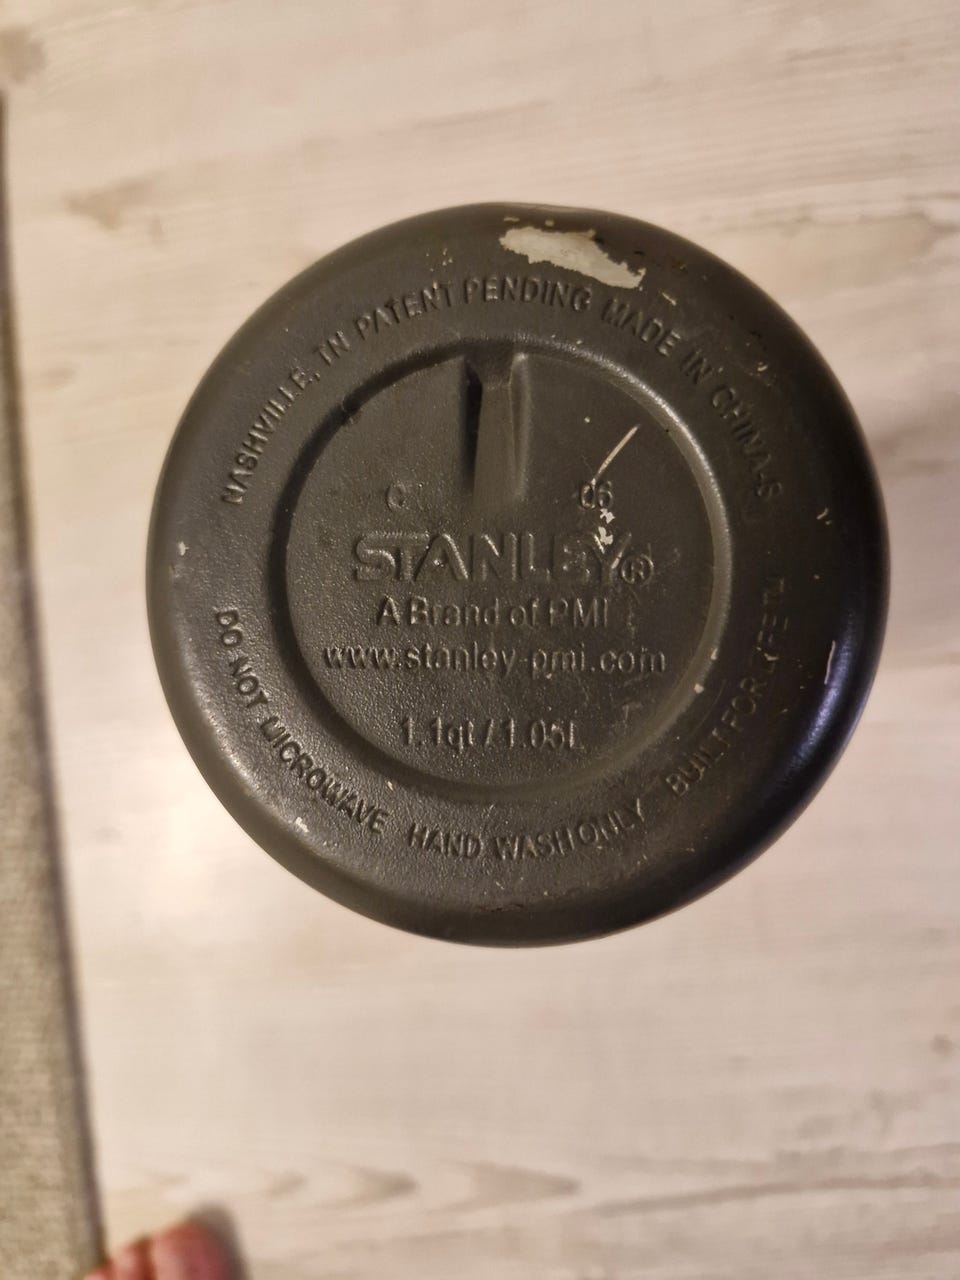 NASHVILLE, TN PATENT PENDING MADE IN CHINA-S
06
STANLEY®
A Brand of PMI
www.stanley-pmi.com
1.1qt / 1.05L
DO NOT MICROWAVE HAND WASH ONLY BUILT FOR LIFE™